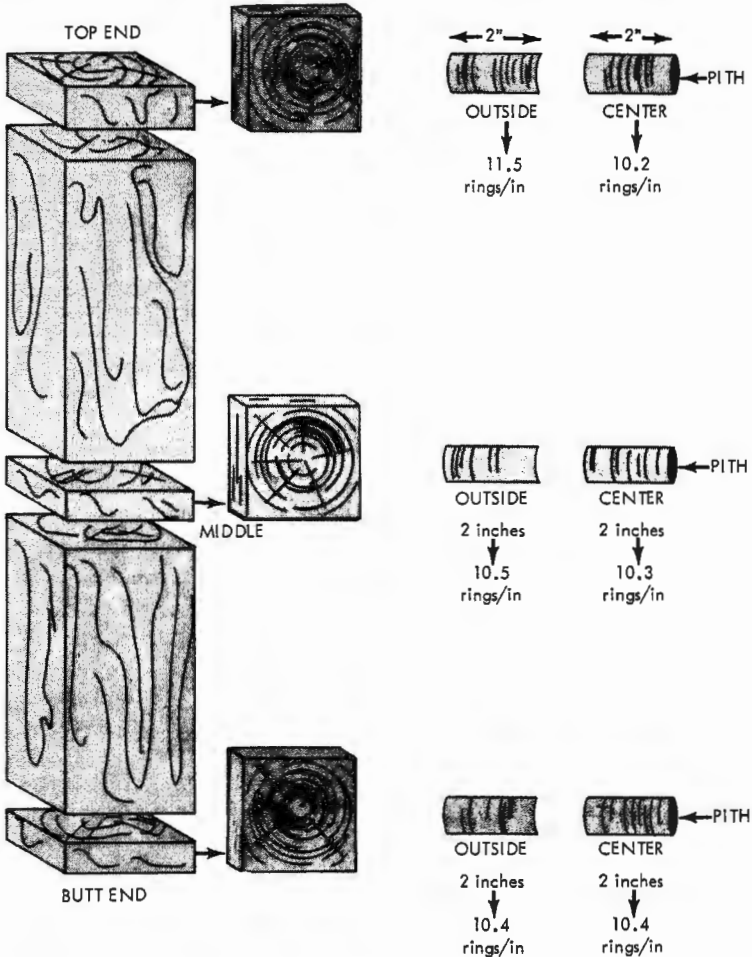 TOP END
2" 2"
OUTSIDE CENTER PITH
11.5 10.2
rings/in rings/in
MIDDLE
OUTSIDE CENTER PITH
2 inches 2 inches
10.5 10.3
rings/in rings/in
BUTT END
OUTSIDE CENTER PITH
2 inches 2 inches
10.4 10.4
rings/in rings/in